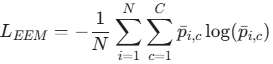 L_{EEM} = -\frac{1}{N} \sum_{i=1}^{N} \sum_{c=1}^{C} \bar{p}_{i,c} \log(\bar{p}_{i,c})